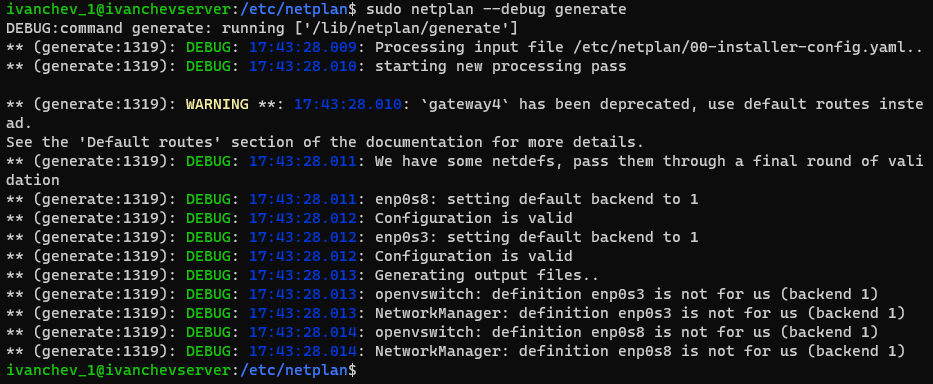 ivanchev_1@ivanchevserver:/etc/netplan$ sudo netplan --debug generate
DEBUG:command generate: running ['/lib/netplan/generate']
** (generate:1319): DEBUG: 17:43:28.009: Processing input file /etc/netplan/00-installer-config.yaml..
** (generate:1319): DEBUG: 17:43:28.010: starting new processing pass
** (generate:1319): WARNING **: 17:43:28.010: `gateway4` has been deprecated, use default routes inste
ad.
See the 'Default routes' section of the documentation for more details.
** (generate:1319): DEBUG: 17:43:28.011: We have some netdefs, pass them through a final round of vali
dation
** (generate:1319): DEBUG: 17:43:28.011: enp0s8: setting default backend to 1
** (generate:1319): DEBUG: 17:43:28.012: Configuration is valid
** (generate:1319): DEBUG: 17:43:28.012: enp0s3: setting default backend to 1
** (generate:1319): DEBUG: 17:43:28.012: Configuration is valid
** (generate:1319): DEBUG: 17:43:28.013: Generating output files..
** (generate:1319): DEBUG: 17:43:28.013: openvswitch: definition enp0s3 is not for us (backend 1)
** (generate:1319): DEBUG: 17:43:28.013: NetworkManager: definition enp0s3 is not for us (backend 1)
** (generate:1319): DEBUG: 17:43:28.014: openvswitch: definition enp0s8 is not for us (backend 1)
** (generate:1319): DEBUG: 17:43:28.014: NetworkManager: definition enp0s8 is not for us (backend 1)
ivanchev_1@ivanchevserver:/etc/netplan$